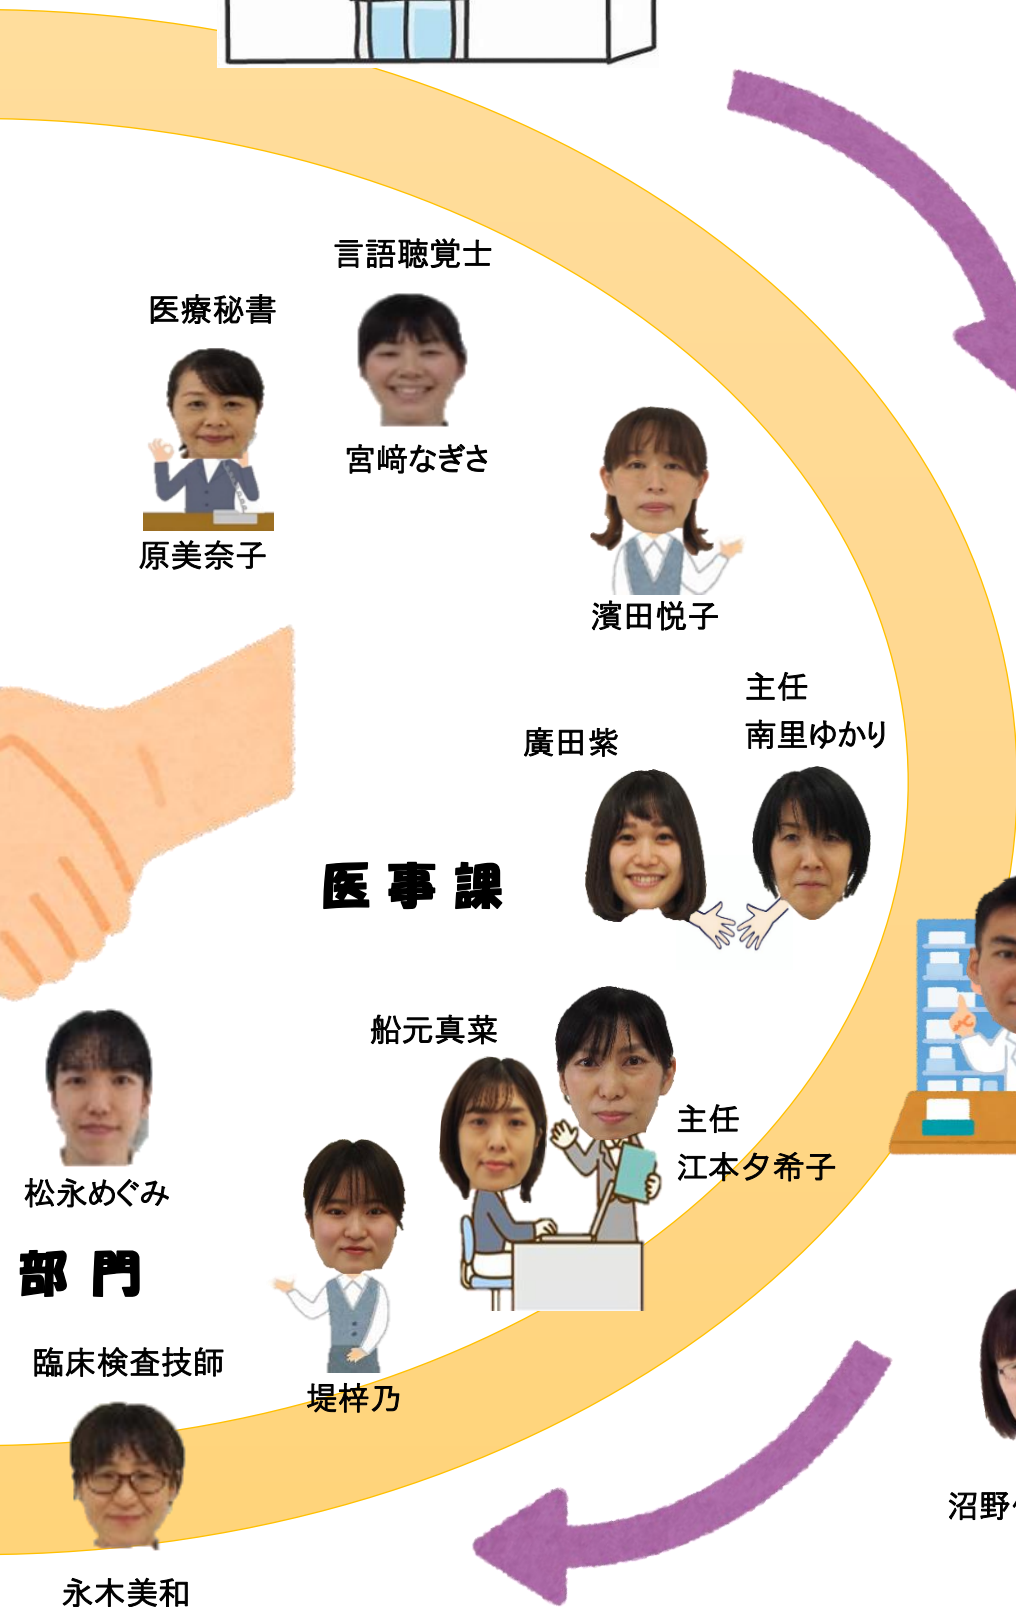 言語聴覚士
医療秘書
宮﨑なぎさ
原美奈子
濱田悦子
主任
南里ゆかり
廣田紫
医事課
船元真菜
主任
江本夕希子
松永めぐみ
部門
臨床検査技師
堤梓乃
沼野
永木美和